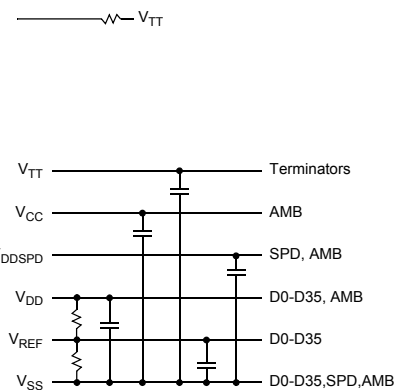 VTT
VTT Terminators
VCC AMB
DDSPD SPD, AMB
VDD D0-D35, AMB
VREF D0-D35
VSS D0-D35,SPD,AMB